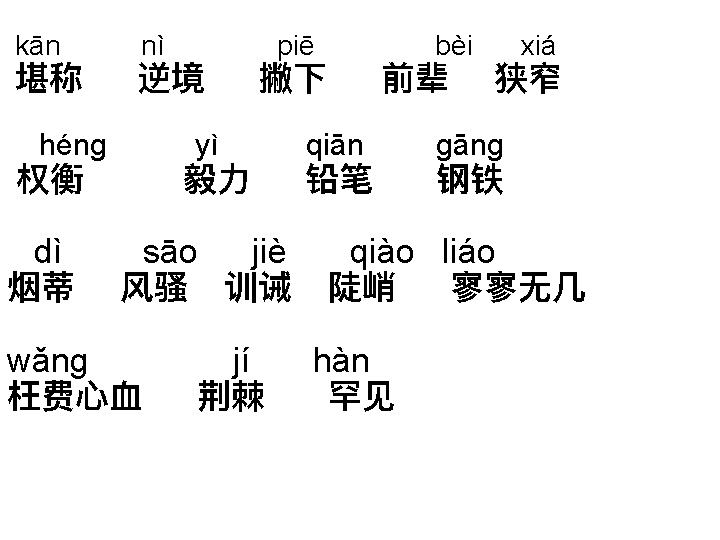 kān nì piē bèi xiá
堪称 逆境 撇下 前辈 狭窄
héng yì qiān gāng
权衡 毅力 铅笔 钢铁
dì sāo jiè qiào liáo
烟蒂 风骚 训诫 陡峭 寥寥无几
wǎng jí hàn
枉费心血 荆棘 罕见